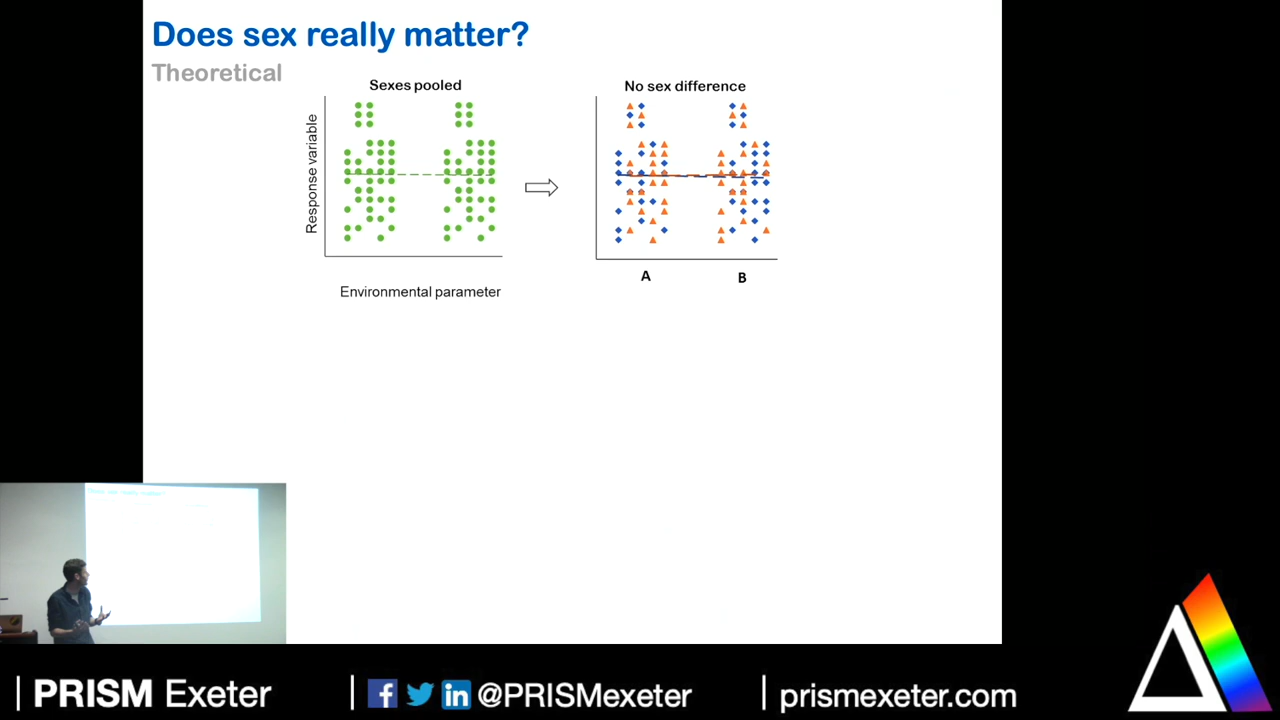 Does sex really matter?
Theoretical
Sexes pooled
No sex difference
Response variable
A
B
Environmental parameter
| PRISM Exeter
| @PRISMexeter
| prismexeter.com